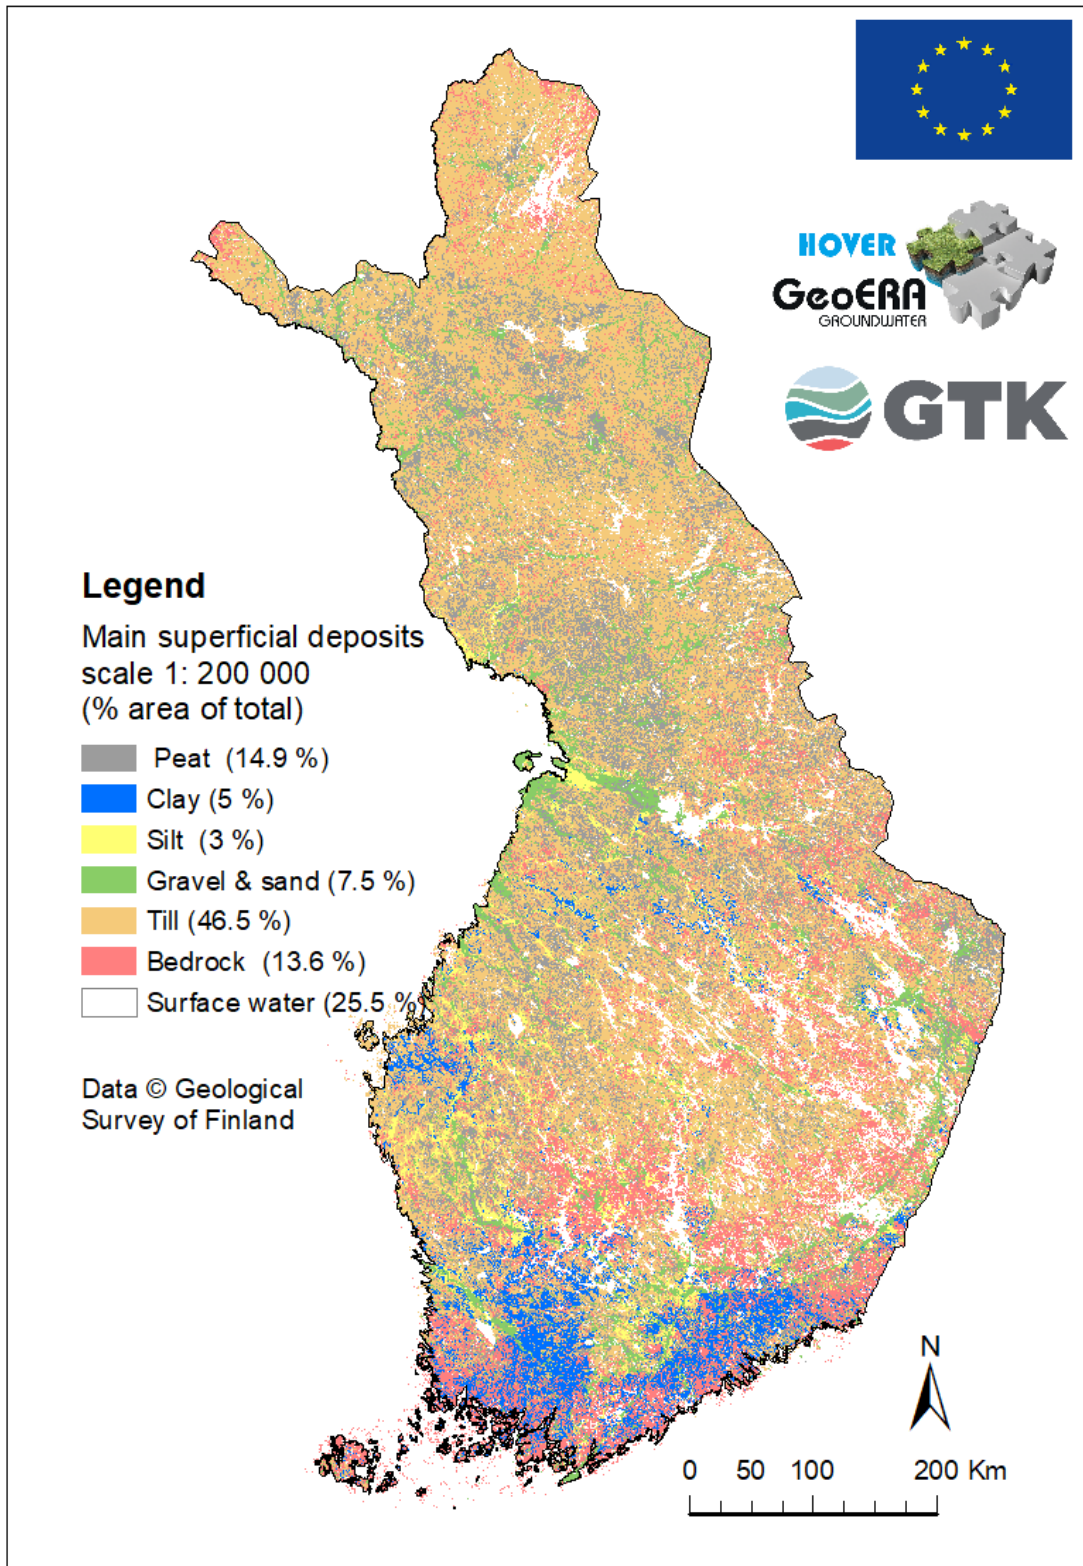 HOVER
GeoERA
GROUNDWATER
GTK
Legend
Main superficial deposits
scale 1: 200 000
(% area of total)
Peat (14.9 %)
Clay (5 %)
Silt (3 %)
Gravel & sand (7.5 %)
Till (46.5 %)
Bedrock (13.6 %)
Surface water (25.5 %
Data © Geological
Survey of Finland
N
0 50 100 200 Km